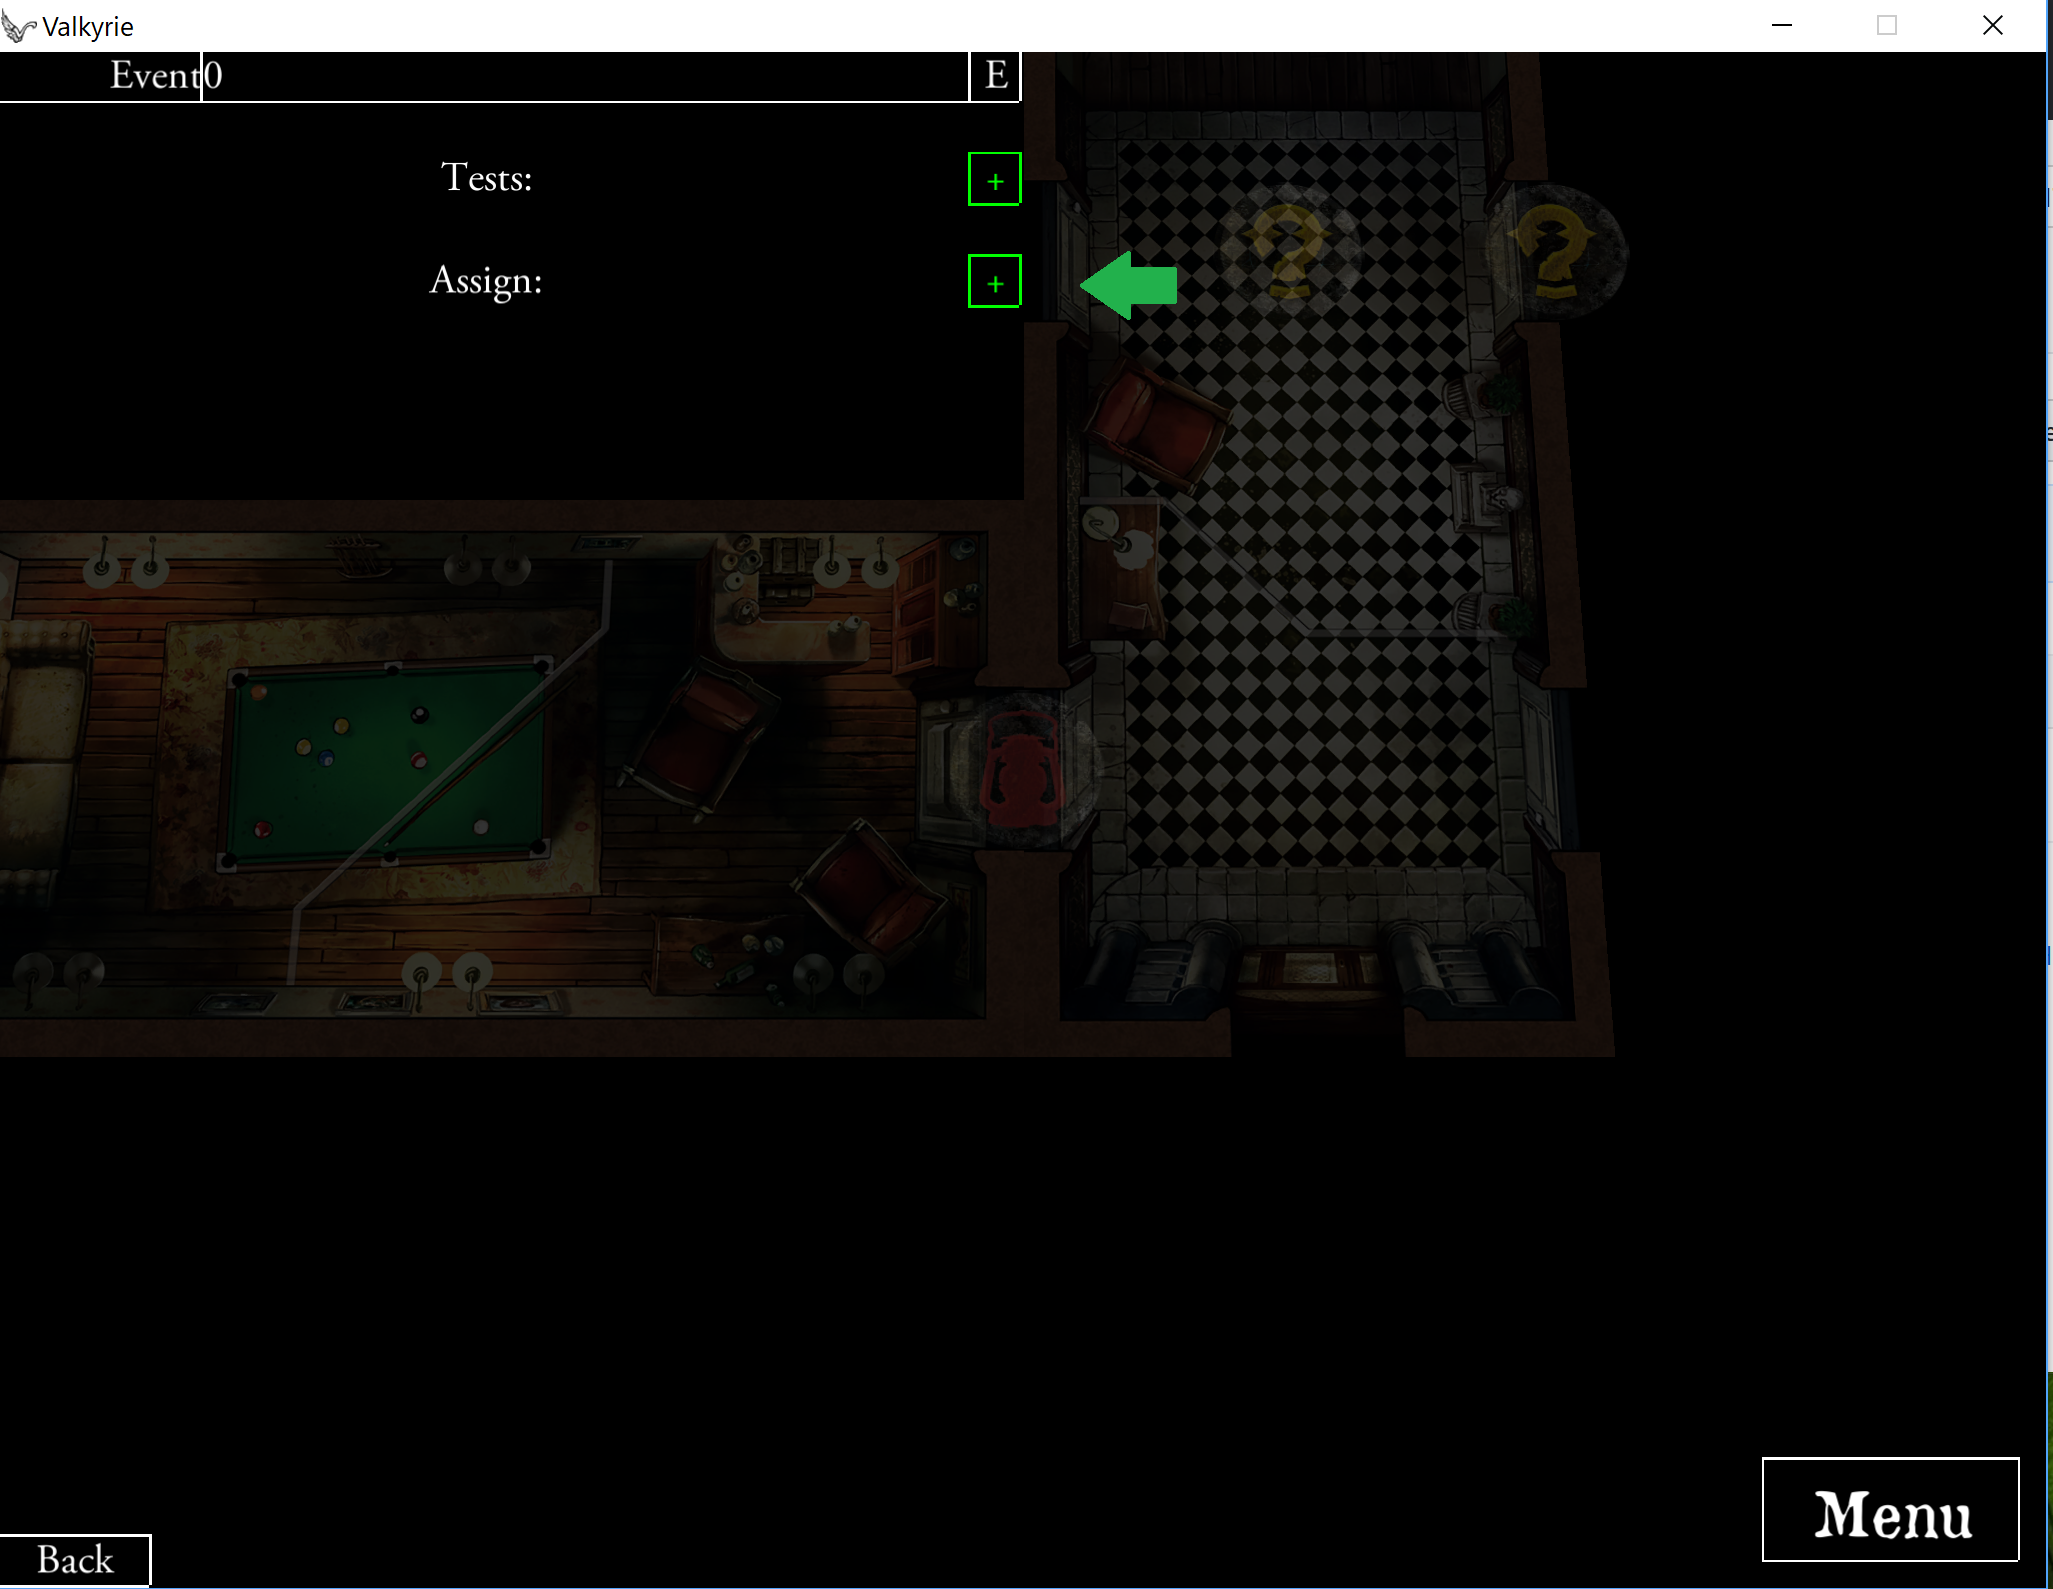 Valkyrie
Event0 E
Tests: +
Assign: +
Menu
Back